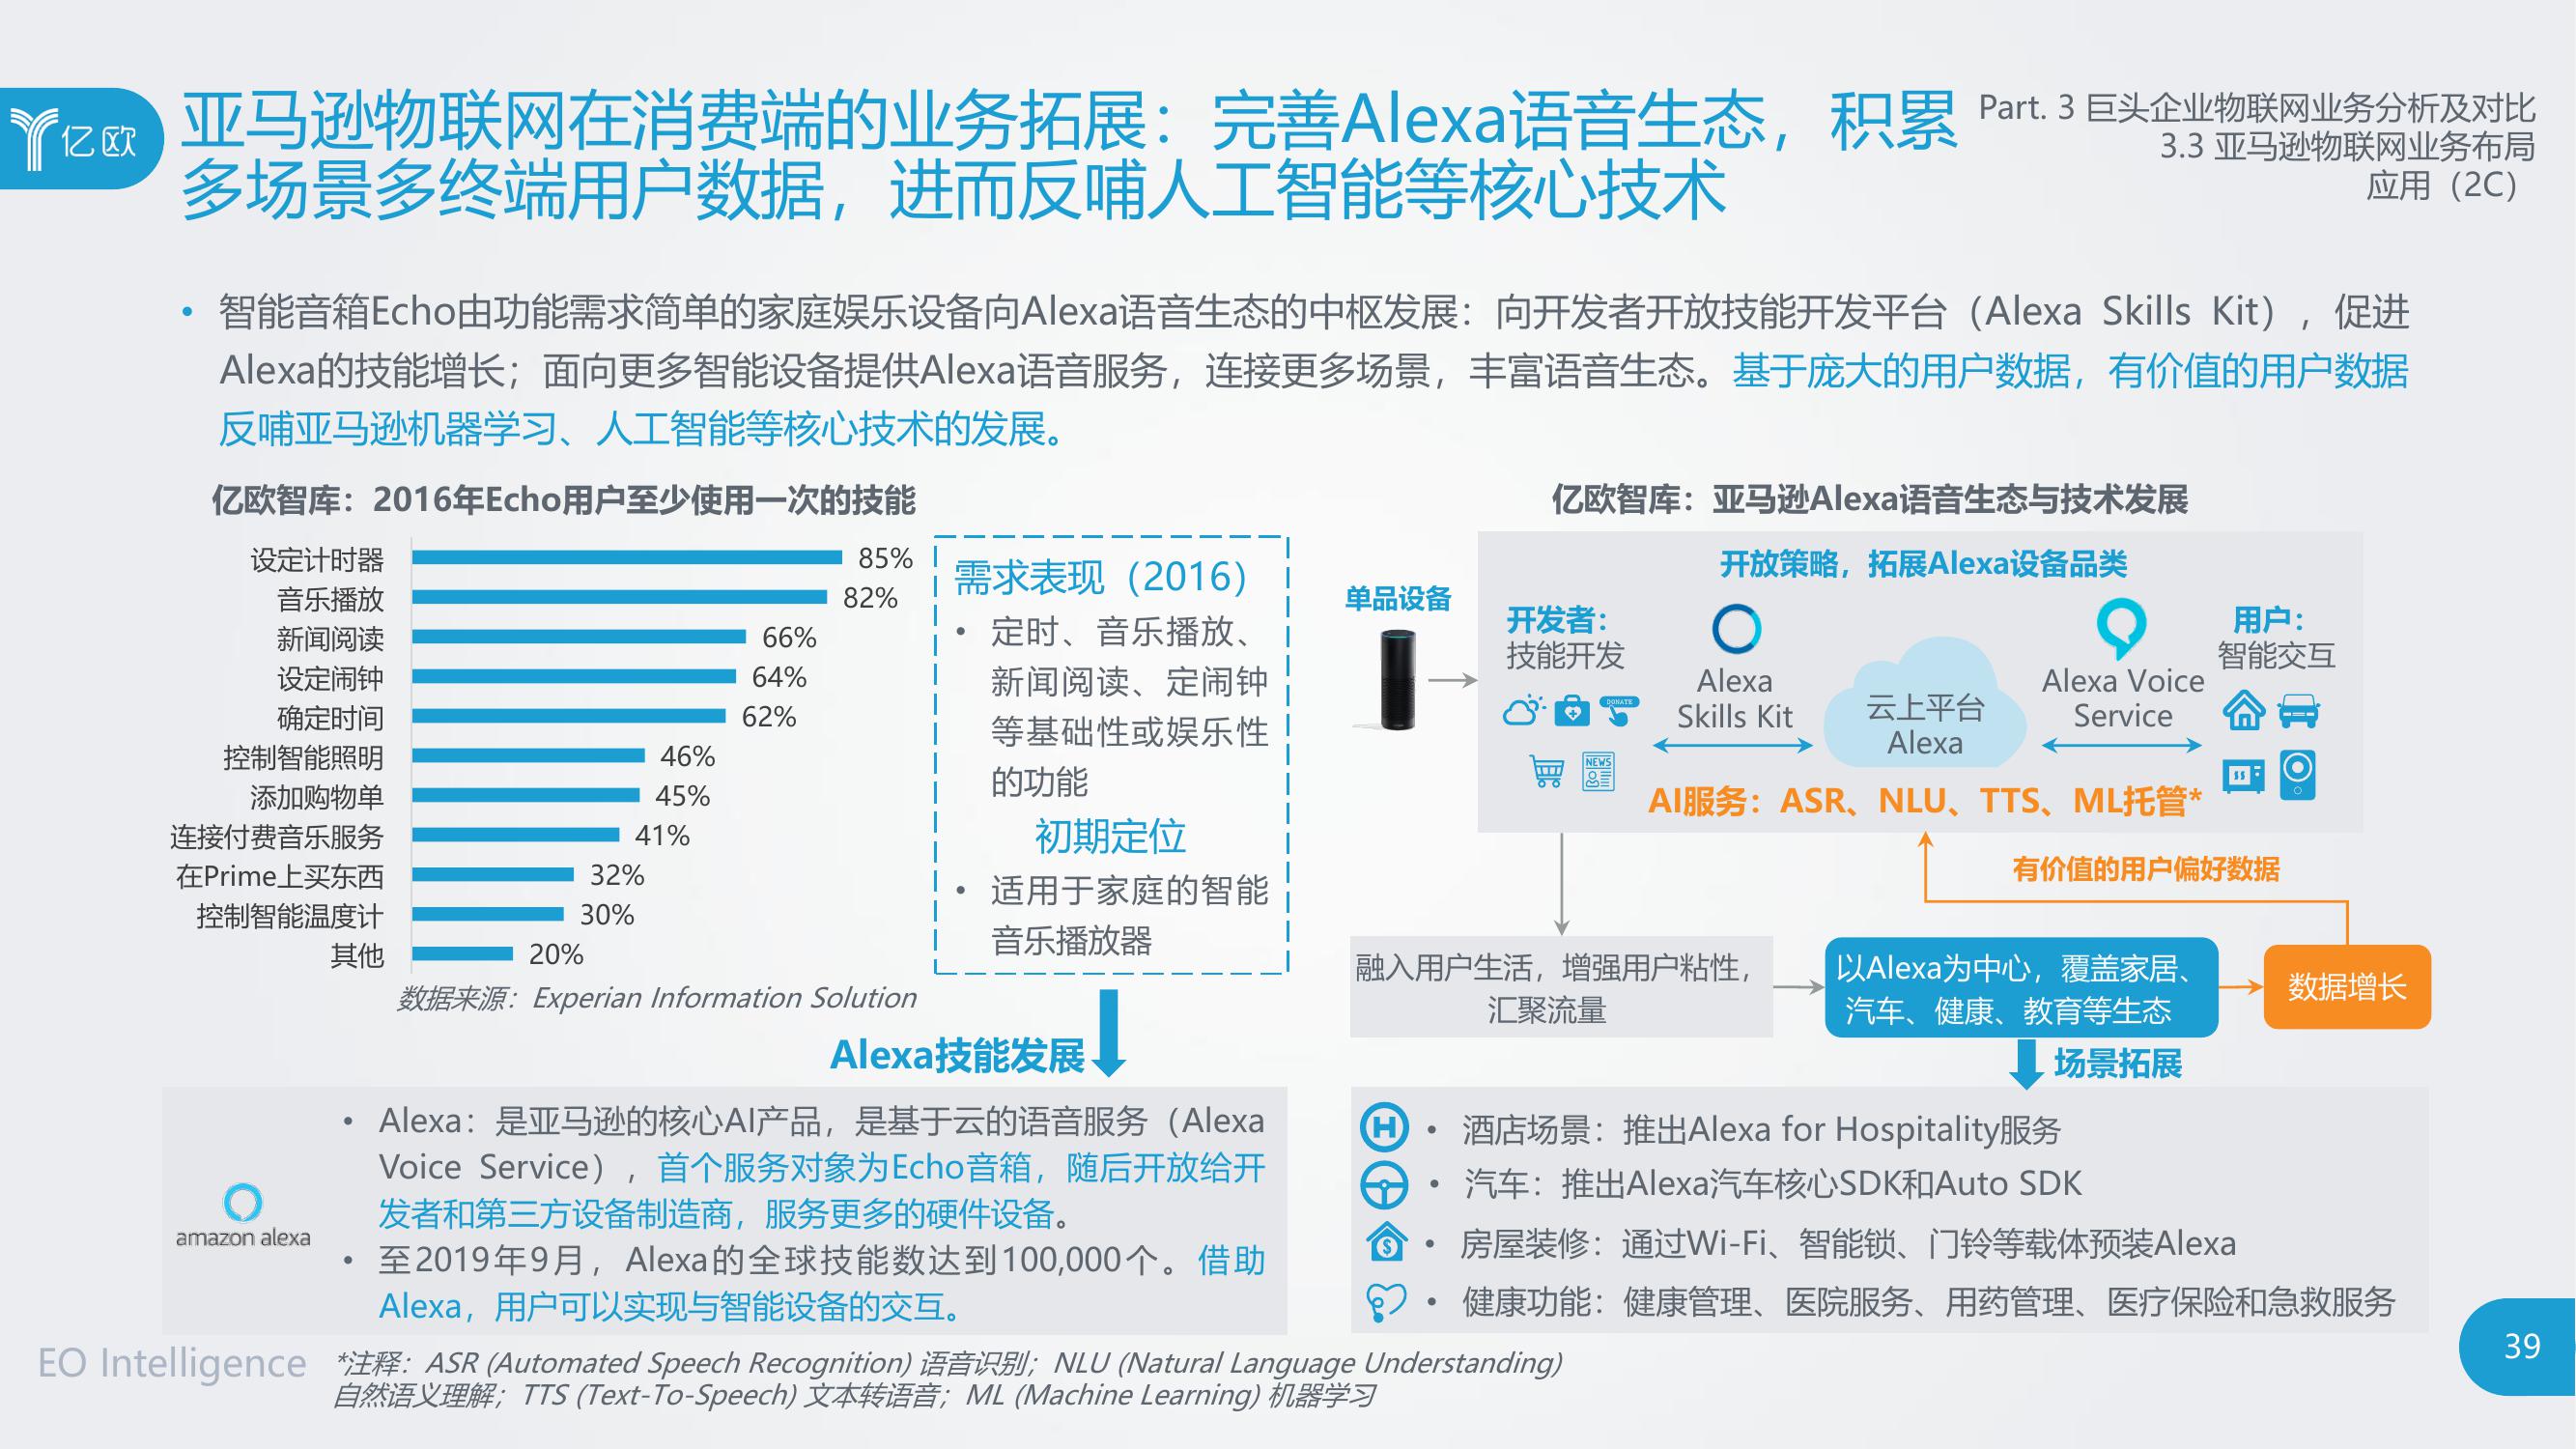 亿欧
亚马逊物联网在消费端的业务拓展：完善Alexa语音生态，积累
多场景多终端用户数据，进而反哺人工智能等核心技术
Part. 3 巨头企业物联网业务分析及对比
3.3 亚马逊物联网业务布局
应用（2C）
• 智能音箱Echo由功能需求简单的家庭娱乐设备向Alexa语音生态的中枢发展：向开发者开放技能开发平台（Alexa Skills Kit），促进
Alexa的技能增长；面向更多智能设备提供Alexa语音服务，连接更多场景，丰富语音生态。基于庞大的用户数据，有价值的用户数据
反哺亚马逊机器学习、人工智能等核心技术的发展。
亿欧智库：2016年Echo用户至少使用一次的技能
设定计时器 85%
音乐播放 82%
新闻阅读 66%
设定闹钟 64%
确定时间 62%
控制智能照明 46%
添加购物单 45%
连接付费音乐服务 41%
在Prime上买东西 32%
控制智能温度计 30%
其他 20%
数据来源：Experian Information Solution
需求表现（2016）
• 定时、音乐播放、
新闻阅读、定闹钟
等基础性或娱乐性
的功能
初期定位
• 适用于家庭的智能
音乐播放器
Alexa技能发展
amazon alexa
• Alexa：是亚马逊的核心AI产品，是基于云的语音服务（Alexa
Voice Service），首个服务对象为Echo音箱，随后开放给开
发者和第三方设备制造商，服务更多的硬件设备。
• 至2019年9月，Alexa的全球技能数达到100,000个。借助
Alexa，用户可以实现与智能设备的交互。
亿欧智库：亚马逊Alexa语音生态与技术发展
单品设备
开放策略，拓展Alexa设备品类
开发者：
技能开发
DONATE
NEWS
Alexa
Skills Kit
云上平台
Alexa
Alexa Voice
Service
用户：
智能交互
AI服务：ASR、NLU、TTS、ML托管*
有价值的用户偏好数据
融入用户生活，增强用户粘性，
汇聚流量
以Alexa为中心，覆盖家居、
汽车、健康、教育等生态
数据增长
场景拓展
H
• 酒店场景：推出Alexa for Hospitality服务
• 汽车：推出Alexa汽车核心SDK和Auto SDK
$
• 房屋装修：通过Wi-Fi、智能锁、门铃等载体预装Alexa
• 健康功能：健康管理、医院服务、用药管理、医疗保险和急救服务
EO Intelligence
*注释：ASR (Automated Speech Recognition) 语音识别；NLU (Natural Language Understanding)
自然语义理解；TTS (Text-To-Speech) 文本转语音；ML (Machine Learning) 机器学习
39